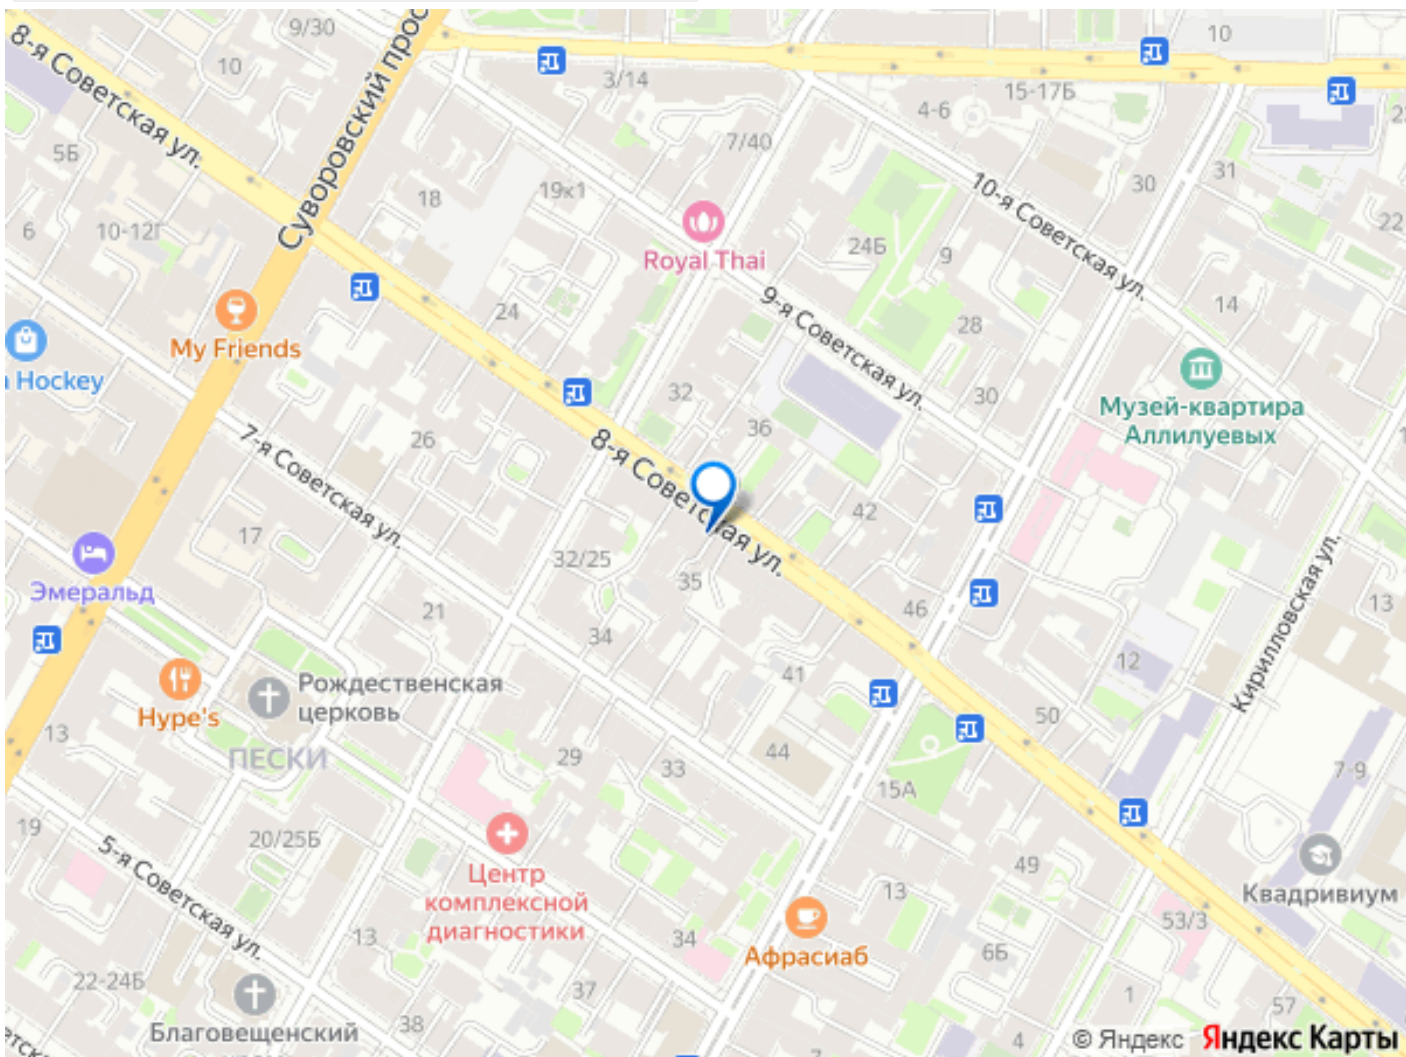 9/30
10
8-я Советская ул.
Суворовский прос
3/14
15-17Б
10
4-6
7/40
5Б
18
19к1
31
30
10-я Советская ул.
22
6
10-12Г
Royal Thai
24Б
9
9-я Советская ул.
28
14
24
My Friends
a Hockey
32
36
30
Музей-квартира
Аллилуевых
7-я Советская ул.
26
8-я Советская ул.
42
17
32/25
35
Эмеральд
21
34
46
Кирилловская ул.
13
12
41
Рождественская
церковь
Hype's
50
13
ПЕСКИ
29
33
44
15А
7-9
19
20/25Б
5-я Советская ул.
Центр
комплексной
диагностики
49
13
Квадривиум
53/3
13
34
Афрасиаб
6Б
22-24Б
37
1
57
Благовещенский
38
4
12
© Яндекс Яндекс Карты